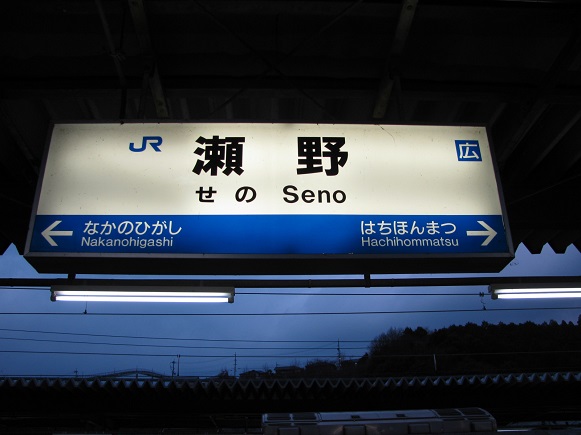 JR 瀬野 広
せの Seno
← なかのひがし はちほんまつ →
Nakanohigashi Hachihommatsu